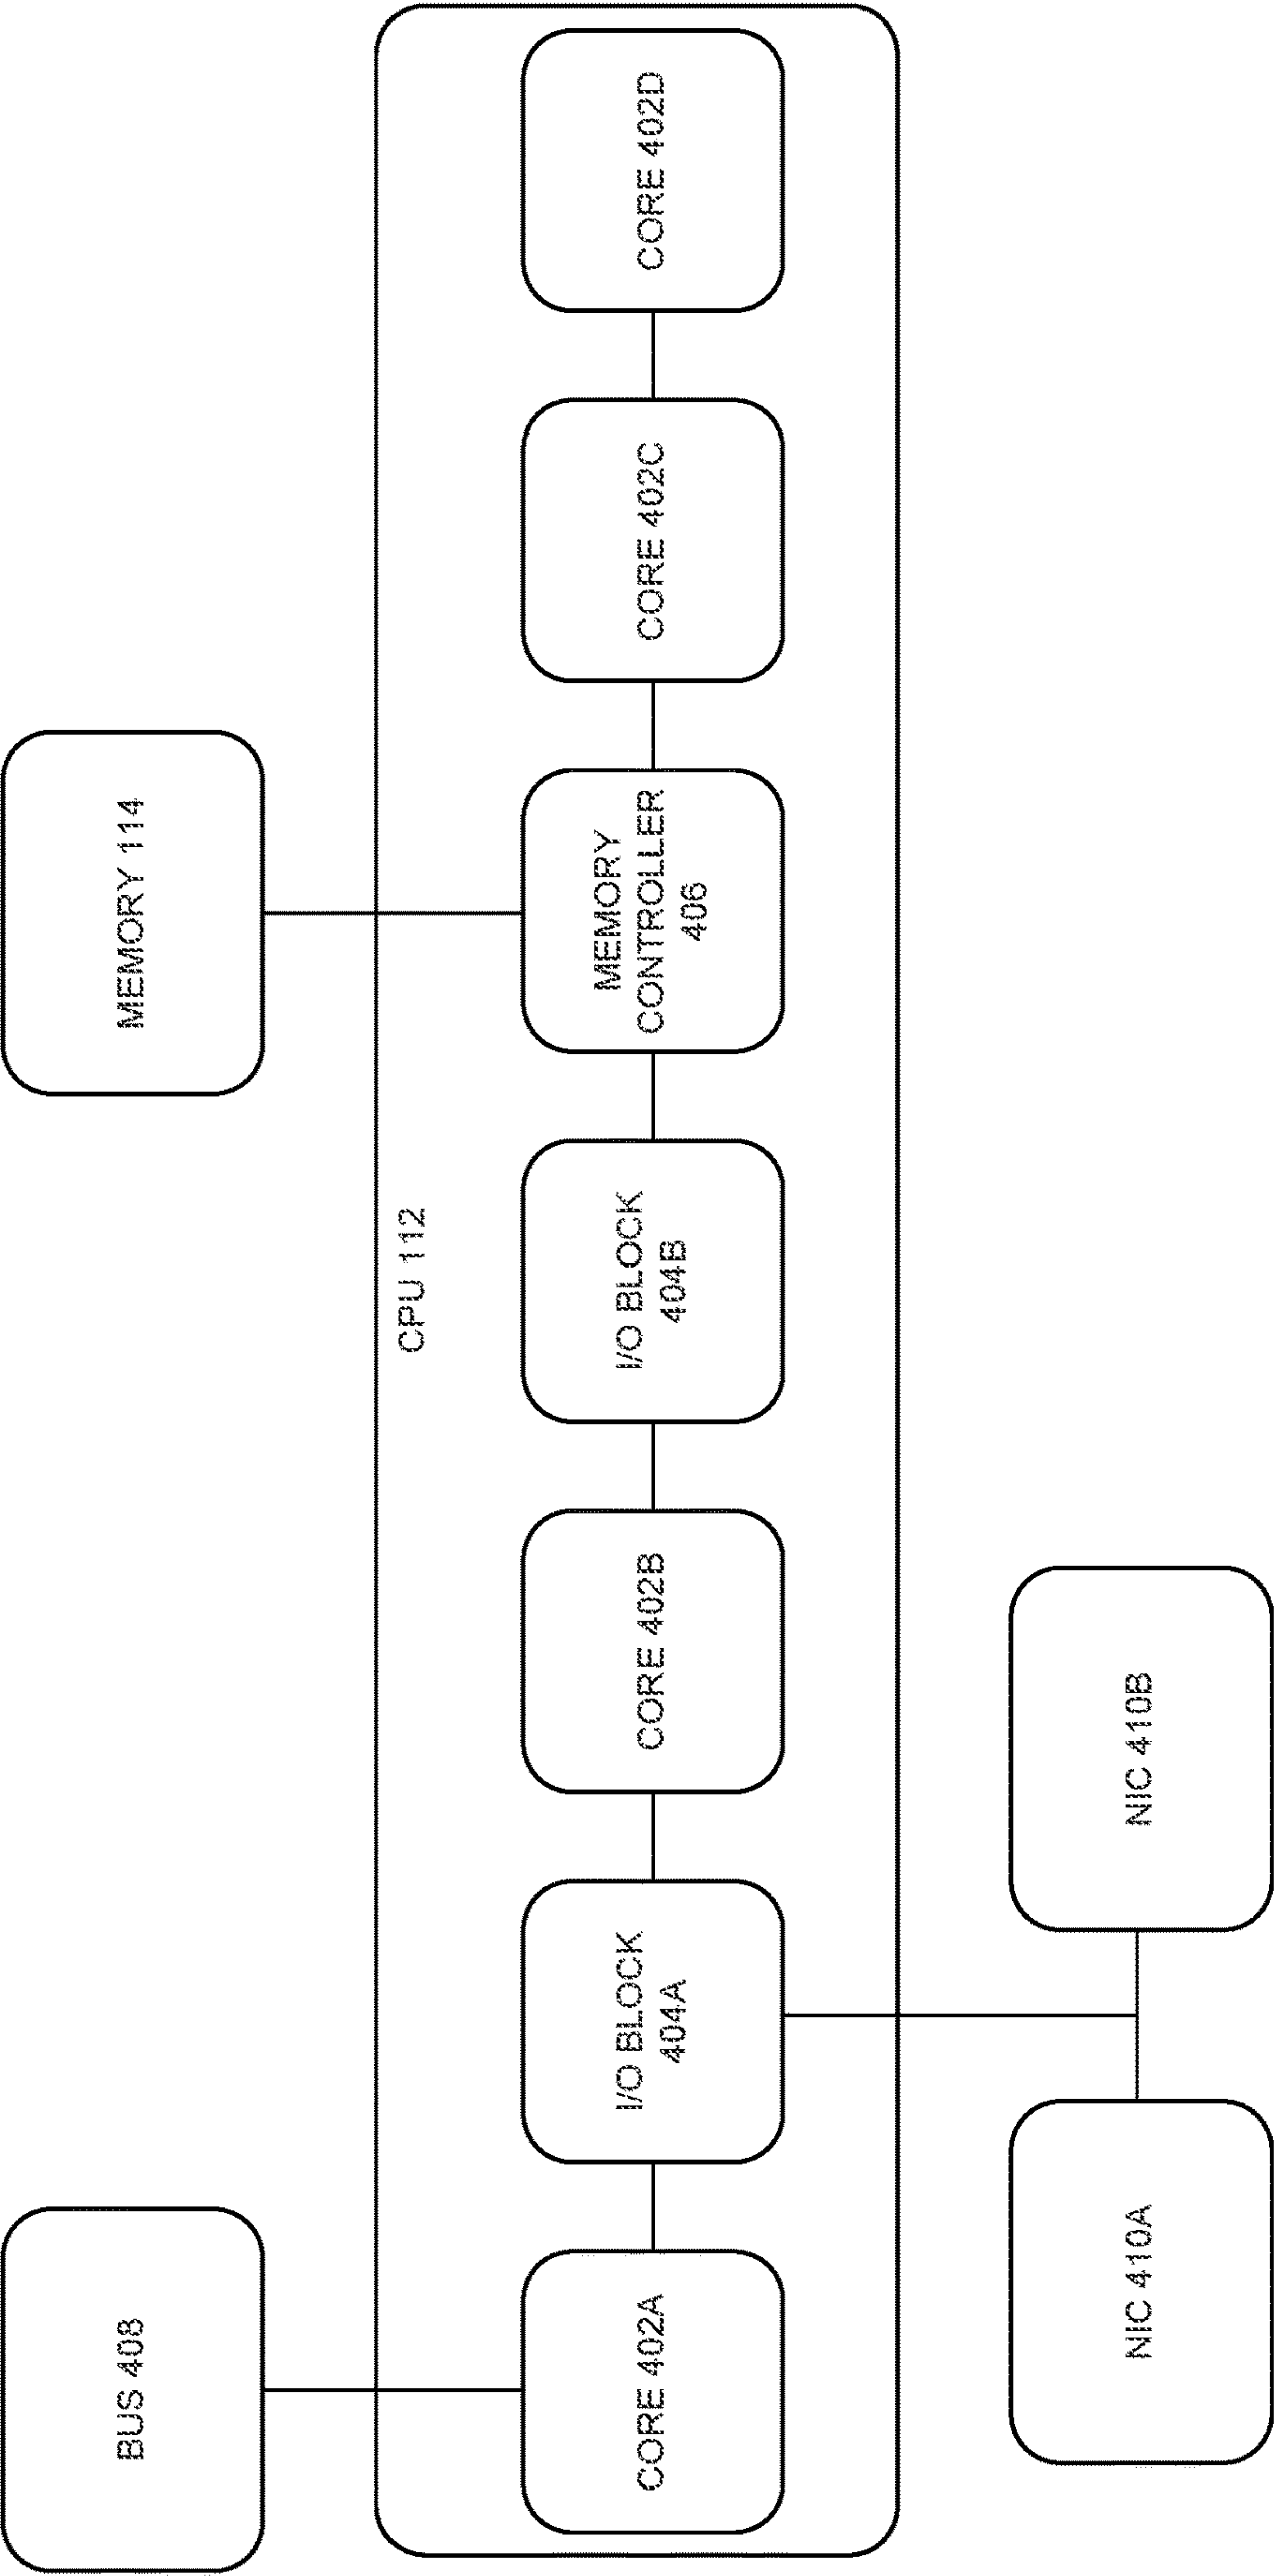 BUS 408
MEMORY 114
CPU 112
CORE 402A
I/O BLOCK
404A
CORE 402B
I/O BLOCK
404B
MEMORY
CONTROLLER
406
CORE 402C
CORE 402D
NIC 410A
NIC 410B